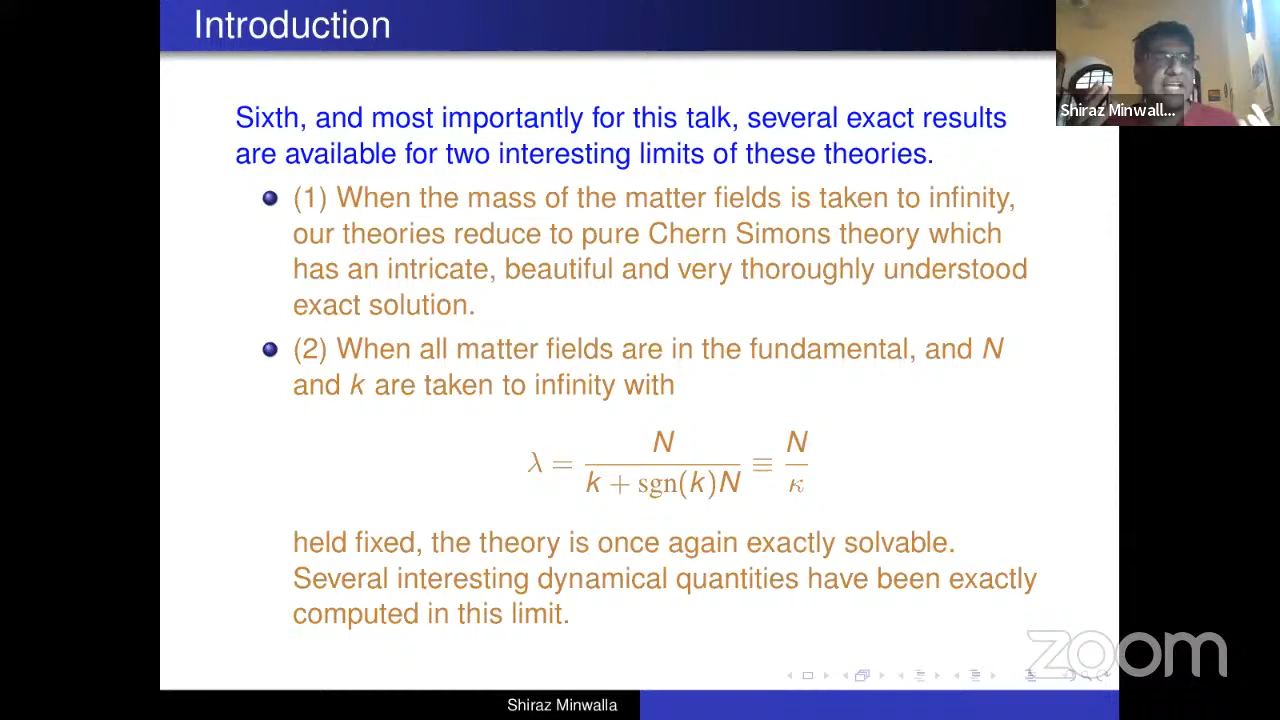 Introduction
Shiraz Minwall...
Sixth, and most importantly for this talk, several exact results
are available for two interesting limits of these theories.
(1) When the mass of the matter fields is taken to infinity,
our theories reduce to pure Chern Simons theory which
has an intricate, beautiful and very thoroughly understood
exact solution.
(2) When all matter fields are in the fundamental, and N
and k are taken to infinity with
λ = N / (k + sgn(k)N) ≡ N / κ
held fixed, the theory is once again exactly solvable.
Several interesting dynamical quantities have been exactly
computed in this limit.
zoom
Shiraz Minwalla